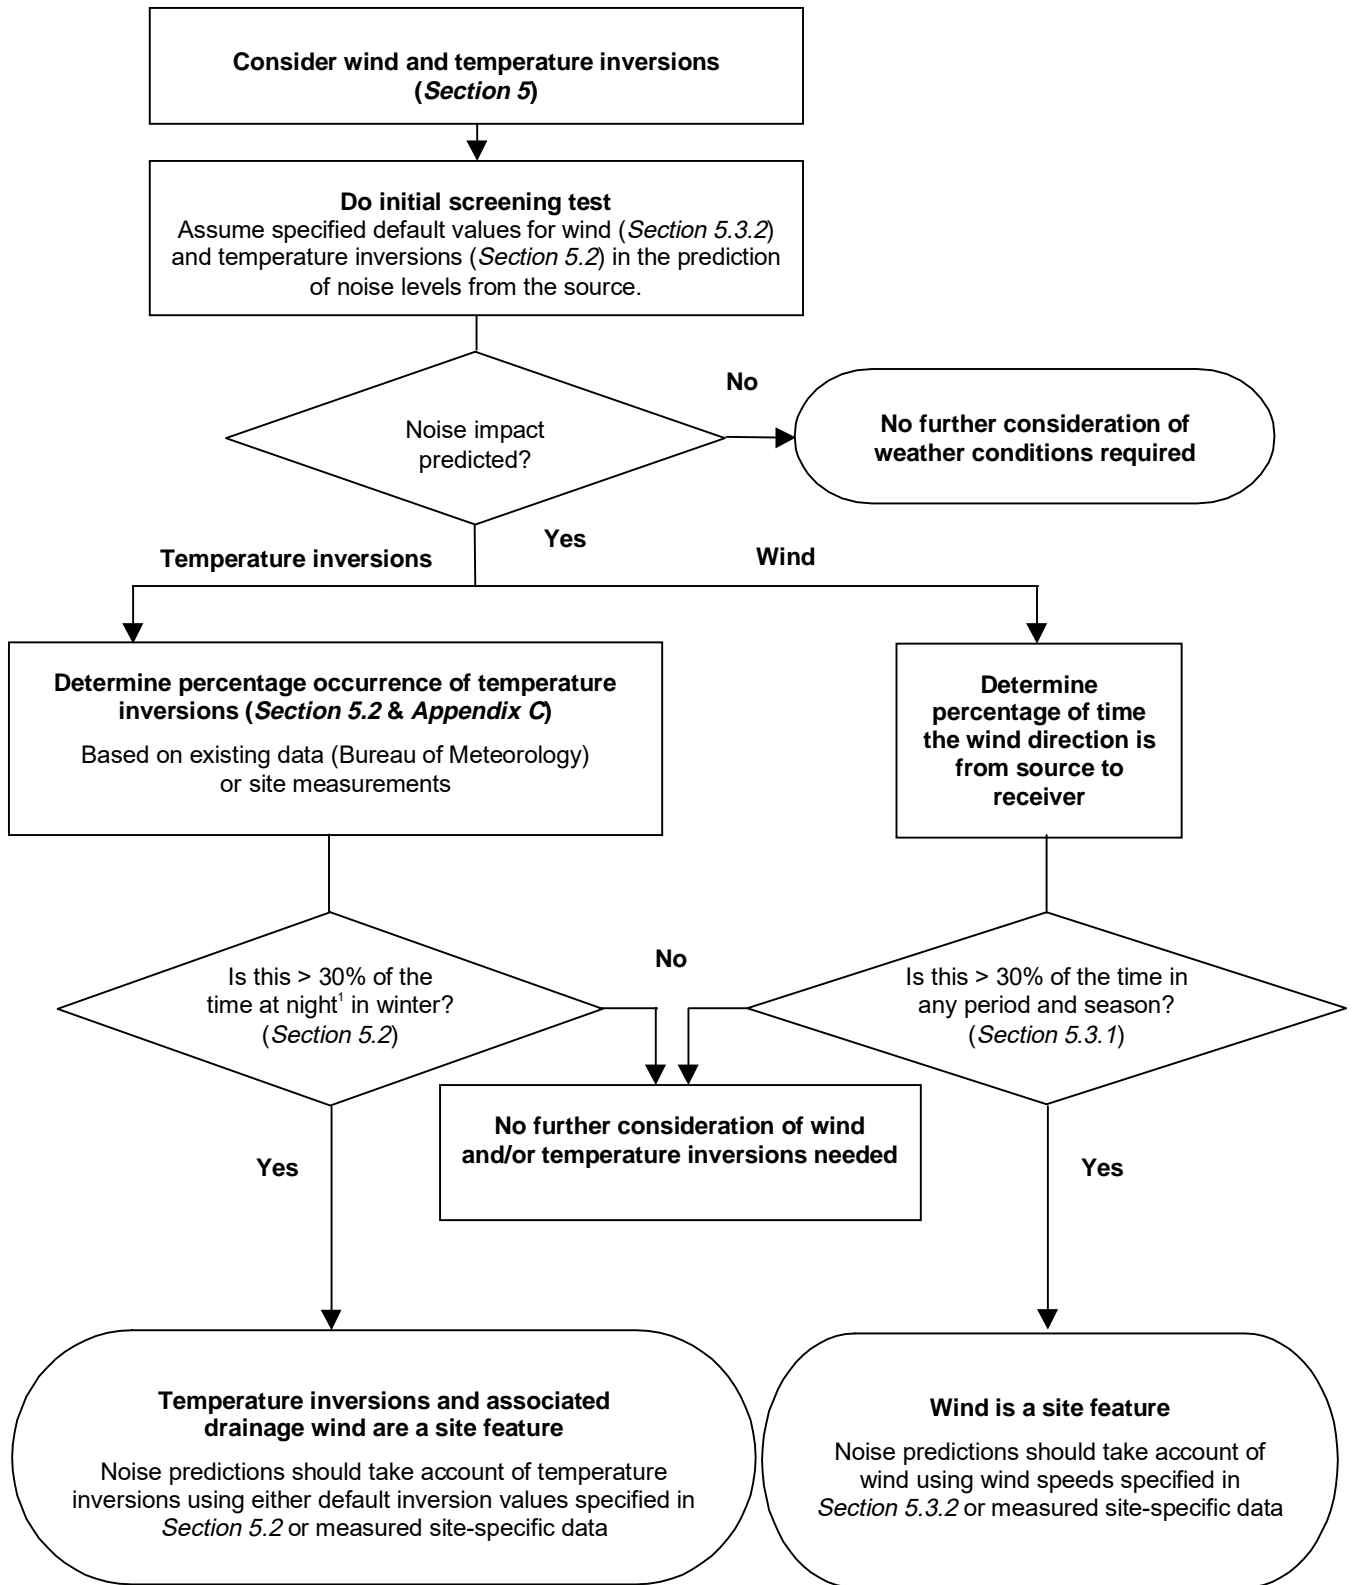 Consider wind and temperature inversions
(Section 5)
Do initial screening test
Assume specified default values for wind (Section 5.3.2)
and temperature inversions (Section 5.2) in the prediction
of noise levels from the source.
No
Noise impact
predicted?
No further consideration of
weather conditions required
Yes
Temperature inversions
Wind
Determine percentage occurrence of temperature
inversions (Section 5.2 & Appendix C)
Based on existing data (Bureau of Meteorology)
or site measurements
Determine
percentage of time
the wind direction is
from source to
receiver
Is this > 30% of the
time at night¹ in winter?
(Section 5.2)
No
Is this > 30% of the time in
any period and season?
(Section 5.3.1)
No further consideration of wind
and/or temperature inversions needed
Yes
Yes
Temperature inversions and associated
drainage wind are a site feature
Noise predictions should take account of temperature
inversions using either default inversion values specified in
Section 5.2 or measured site-specific data
Wind is a site feature
Noise predictions should take account of
wind using wind speeds specified in
Section 5.3.2 or measured site-specific data